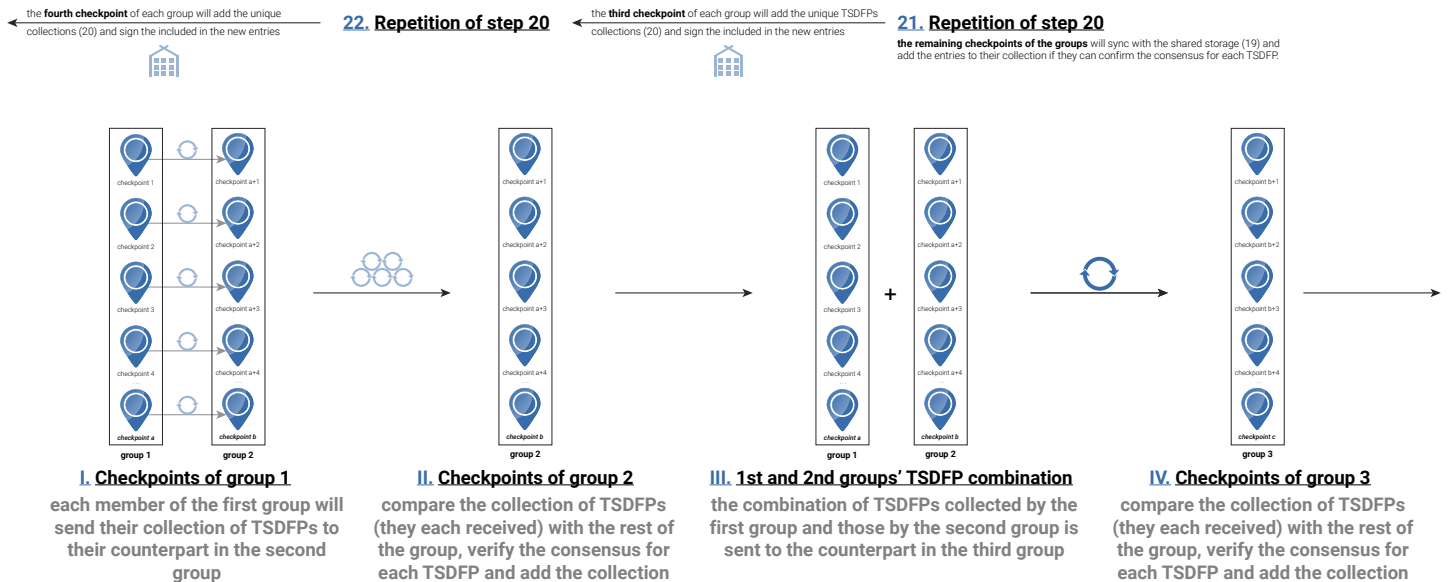 the fourth checkpoint of each group will add the unique
collections (20) and sign the included in the new entries
22. Repetition of step 20
the third checkpoint of each group will add the unique TSDFPs
collections (20) and sign the included in the new entries
21. Repetition of step 20
the remaining checkpoints of the groups will sync with the shared storage (19) and
add the entries to their collection if they can confirm the consensus for each TSDFP.
checkpoint 1
checkpoint 2
checkpoint 3
checkpoint 4
...
checkpoint a
group 1
checkpoint a+1
checkpoint a+2
checkpoint a+3
checkpoint a+4
...
checkpoint b
group 2
checkpoint a+1
checkpoint a+2
checkpoint a+3
checkpoint a+4
...
checkpoint b
group 2
checkpoint 1
checkpoint 2
checkpoint 3
checkpoint 4
...
checkpoint a
group 1
+
checkpoint a+1
checkpoint a+2
checkpoint a+3
checkpoint a+4
...
checkpoint b
group 2
checkpoint b+1
checkpoint b+2
checkpoint b+3
checkpoint b+4
...
checkpoint c
group 3
I. Checkpoints of group 1
each member of the first group will
send their collection of TSDFPs to
their counterpart in the second
group
II. Checkpoints of group 2
compare the collection of TSDFPs
(they each received) with the rest of
the group, verify the consensus for
each TSDFP and add the collection
III. 1st and 2nd groups' TSDFP combination
the combination of TSDFPs collected by the
first group and those by the second group is
sent to the counterpart in the third group
IV. Checkpoints of group 3
compare the collection of TSDFPs
(they each received) with the rest of
the group, verify the consensus for
each TSDFP and add the collection